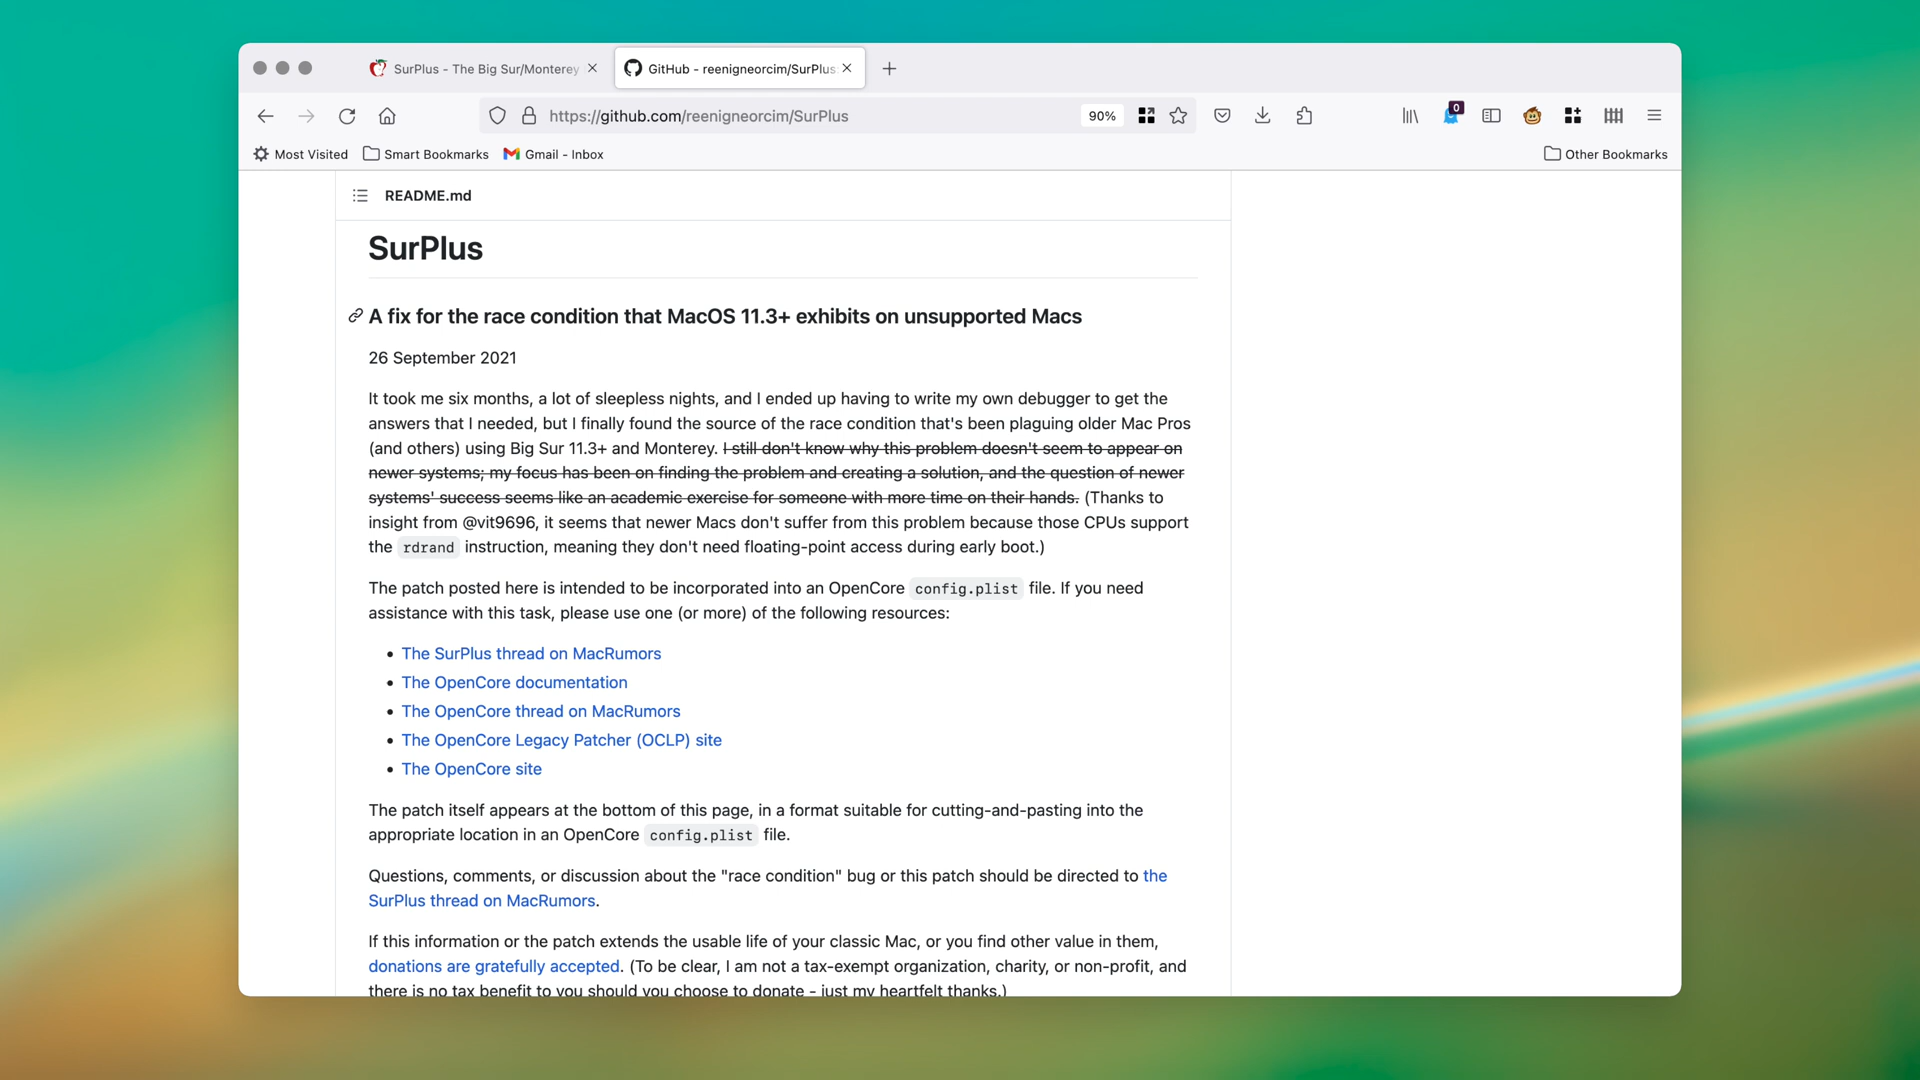 SurPlus - The Big Sur/Monterey
GitHub - reenigneorcim/SurPlus
https://github.com/reenigneorcim/SurPlus
90%
0
Most Visited
Smart Bookmarks
Gmail - Inbox
Other Bookmarks
README.md
SurPlus
A fix for the race condition that MacOS 11.3+ exhibits on unsupported Macs
26 September 2021
It took me six months, a lot of sleepless nights, and I ended up having to write my own debugger to get the
answers that I needed, but I finally found the source of the race condition that's been plaguing older Mac Pros
(and others) using Big Sur 11.3+ and Monterey. I still don't know why this problem doesn't seem to appear on
newer systems; my focus has been on finding the problem and creating a solution, and the question of newer
systems' success seems like an academic exercise for someone with more time on their hands. (Thanks to
insight from @vit9696, it seems that newer Macs don't suffer from this problem because those CPUs support
the rdrand instruction, meaning they don't need floating-point access during early boot.)
The patch posted here is intended to be incorporated into an OpenCore config.plist file. If you need
assistance with this task, please use one (or more) of the following resources:
• The SurPlus thread on MacRumors
• The OpenCore documentation
• The OpenCore thread on MacRumors
• The OpenCore Legacy Patcher (OCLP) site
• The OpenCore site
The patch itself appears at the bottom of this page, in a format suitable for cutting-and-pasting into the
appropriate location in an OpenCore config.plist file.
Questions, comments, or discussion about the "race condition" bug or this patch should be directed to the
SurPlus thread on MacRumors.
If this information or the patch extends the usable life of your classic Mac, or you find other value in them,
donations are gratefully accepted. (To be clear, I am not a tax-exempt organization, charity, or non-profit, and
there is no tax benefit to you should you choose to donate - just my heartfelt thanks.)